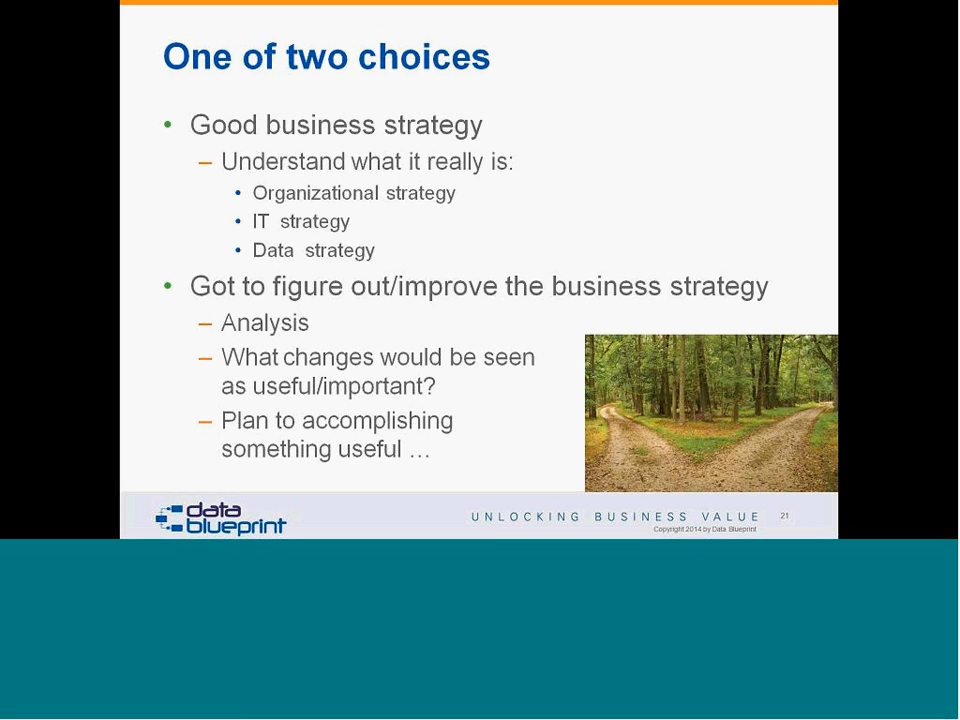 One of two choices
• Good business strategy
– Understand what it really is:
• Organizational strategy
• IT strategy
• Data strategy
• Got to figure out/improve the business strategy
– Analysis
– What changes would be seen
as useful/important?
– Plan to accomplishing
something useful …
data
blueprint
UNLOCKING BUSINESS VALUE 21
Copyright 2014 by Data Blueprint